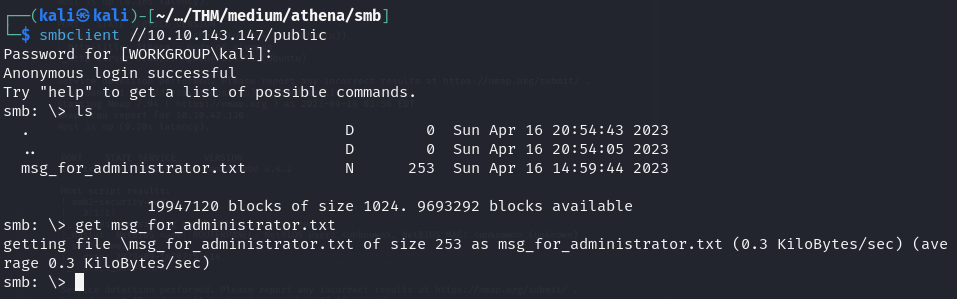 ┌──(kali㉿kali)-[~/…/THM/medium/athena/smb]
└─$ smbclient //10.10.143.147/public
Password for [WORKGROUP\kali]:
Anonymous login successful
Try "help" to get a list of possible commands.
smb: \> ls
  .                                   D        0  Sun Apr 16 20:54:43 2023
  ..                                  D        0  Sun Apr 16 20:54:05 2023
  msg_for_administrator.txt           N      253  Sun Apr 16 14:59:44 2023
                19947120 blocks of size 1024. 9693292 blocks available
smb: \> get msg_for_administrator.txt
getting file \msg_for_administrator.txt of size 253 as msg_for_administrator.txt (0.3 KiloBytes/sec) (ave
rage 0.3 KiloBytes/sec)
smb: \>